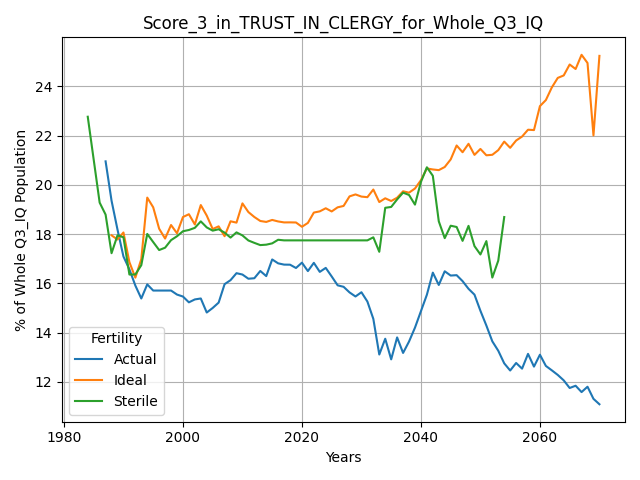 Score_3_in_TRUST_IN_CLERGY_for_Whole_Q3_IQ
% of Whole Q3_IQ Population
24
22
20
18
16
14
12
Fertility
Actual
Ideal
Sterile
1980
2000
2020
2040
2060
Years